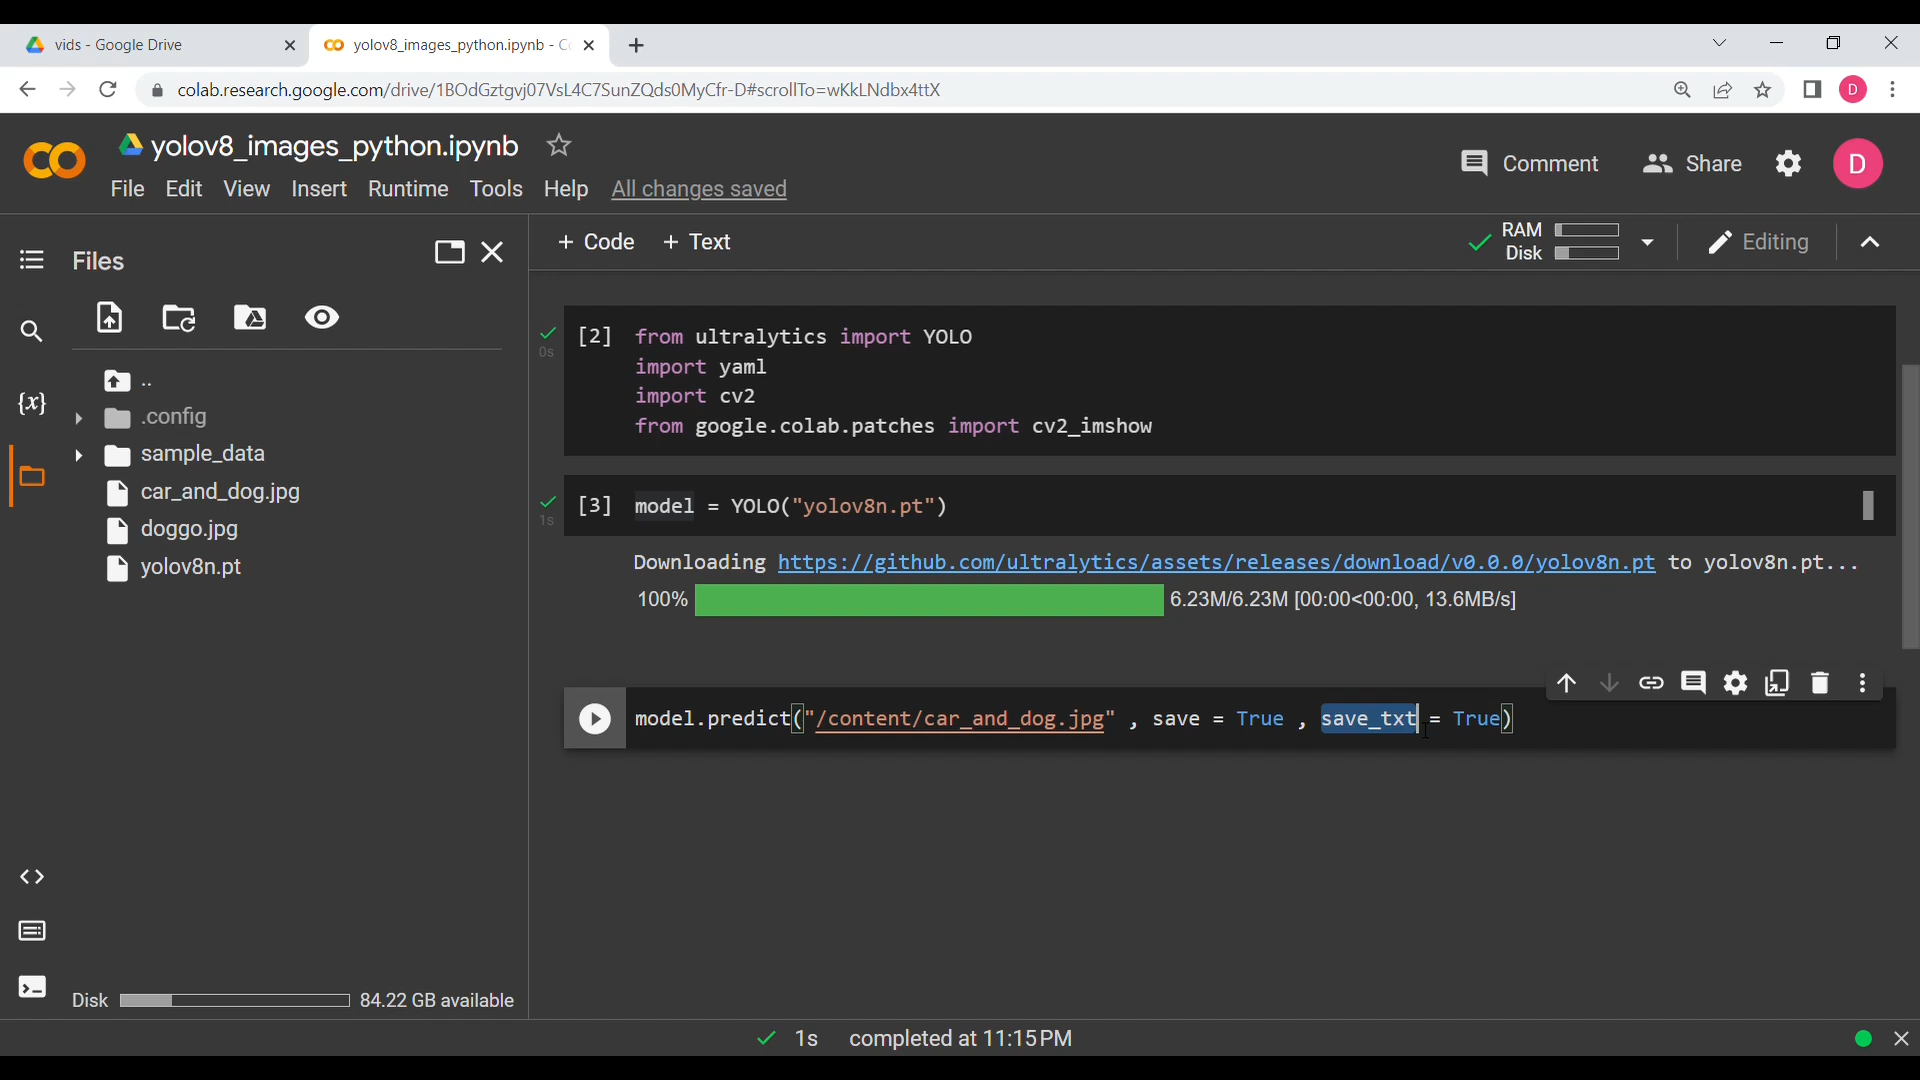 vids - Google Drive
yolov8_images_python.ipynb - C
colab.research.google.com/drive/1BOdGztgvj07VsL4C7SunZQds0MyCfr-D#scrollTo=wKkLNdbx4ttX
D
yolov8_images_python.ipynb
Comment
Share
D
File Edit View Insert Runtime Tools Help All changes saved
Files
+ Code + Text
RAM
Disk
Editing
..
.config
sample_data
car_and_dog.jpg
doggo.jpg
yolov8n.pt
{x}
Disk 84.22 GB available
0s
[2] from ultralytics import YOLO
import yaml
import cv2
from google.colab.patches import cv2_imshow
1s
[3] model = YOLO("yolov8n.pt")
Downloading https://github.com/ultralytics/assets/releases/download/v0.0.0/yolov8n.pt to yolov8n.pt...
100% 6.23M/6.23M [00:00<00:00, 13.6MB/s]
model.predict("/content/car_and_dog.jpg" , save = True , save_txt = True)
1s completed at 11:15 PM